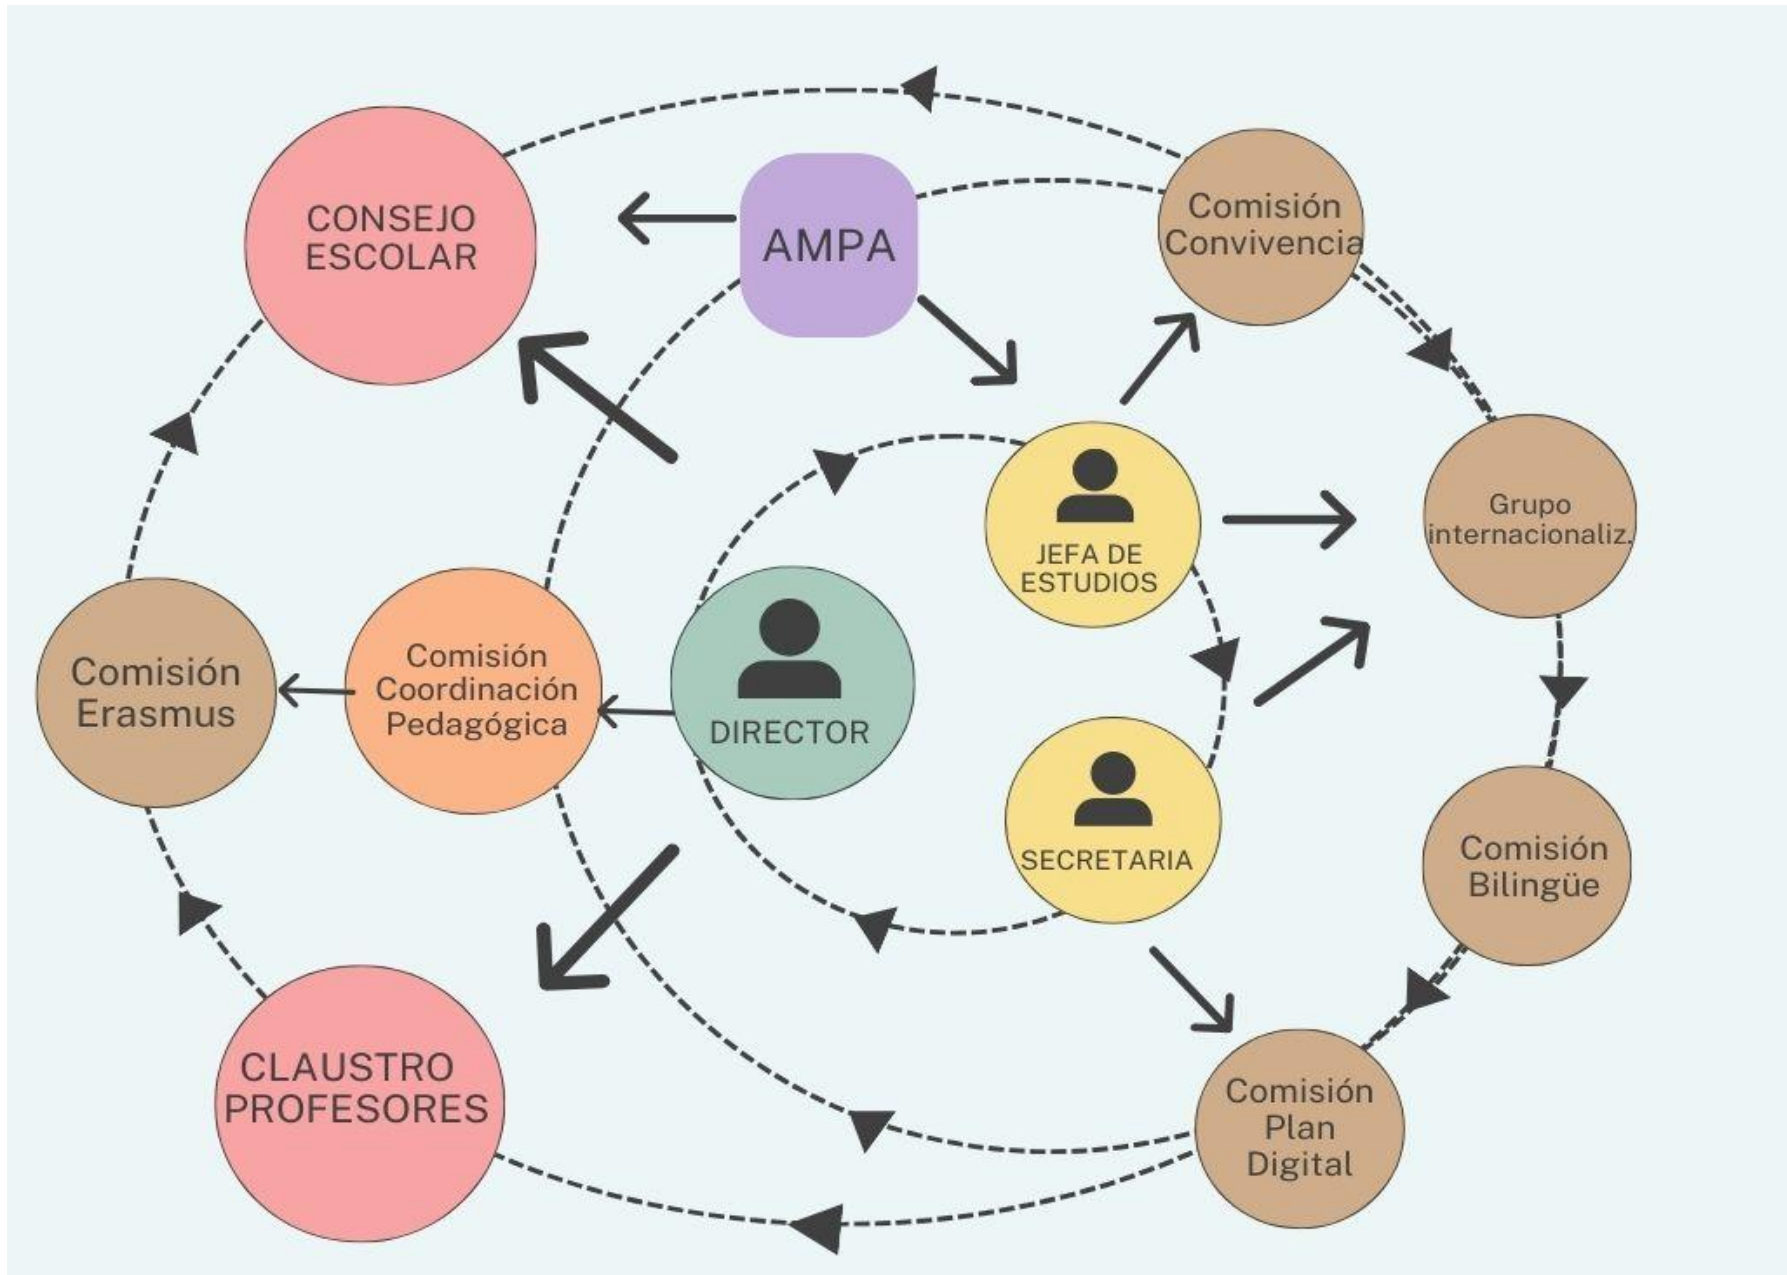 CONSEJO
ESCOLAR
AMPA
Comisión
Convivencia
JEFA DE
ESTUDIOS
Grupo
internacionaliz.
Comisión
Erasmus
Comisión
Coordinación
Pedagógica
DIRECTOR
SECRETARIA
Comisión
Bilingüe
CLAUSTRO
PROFESORES
Comisión
Plan
Digital